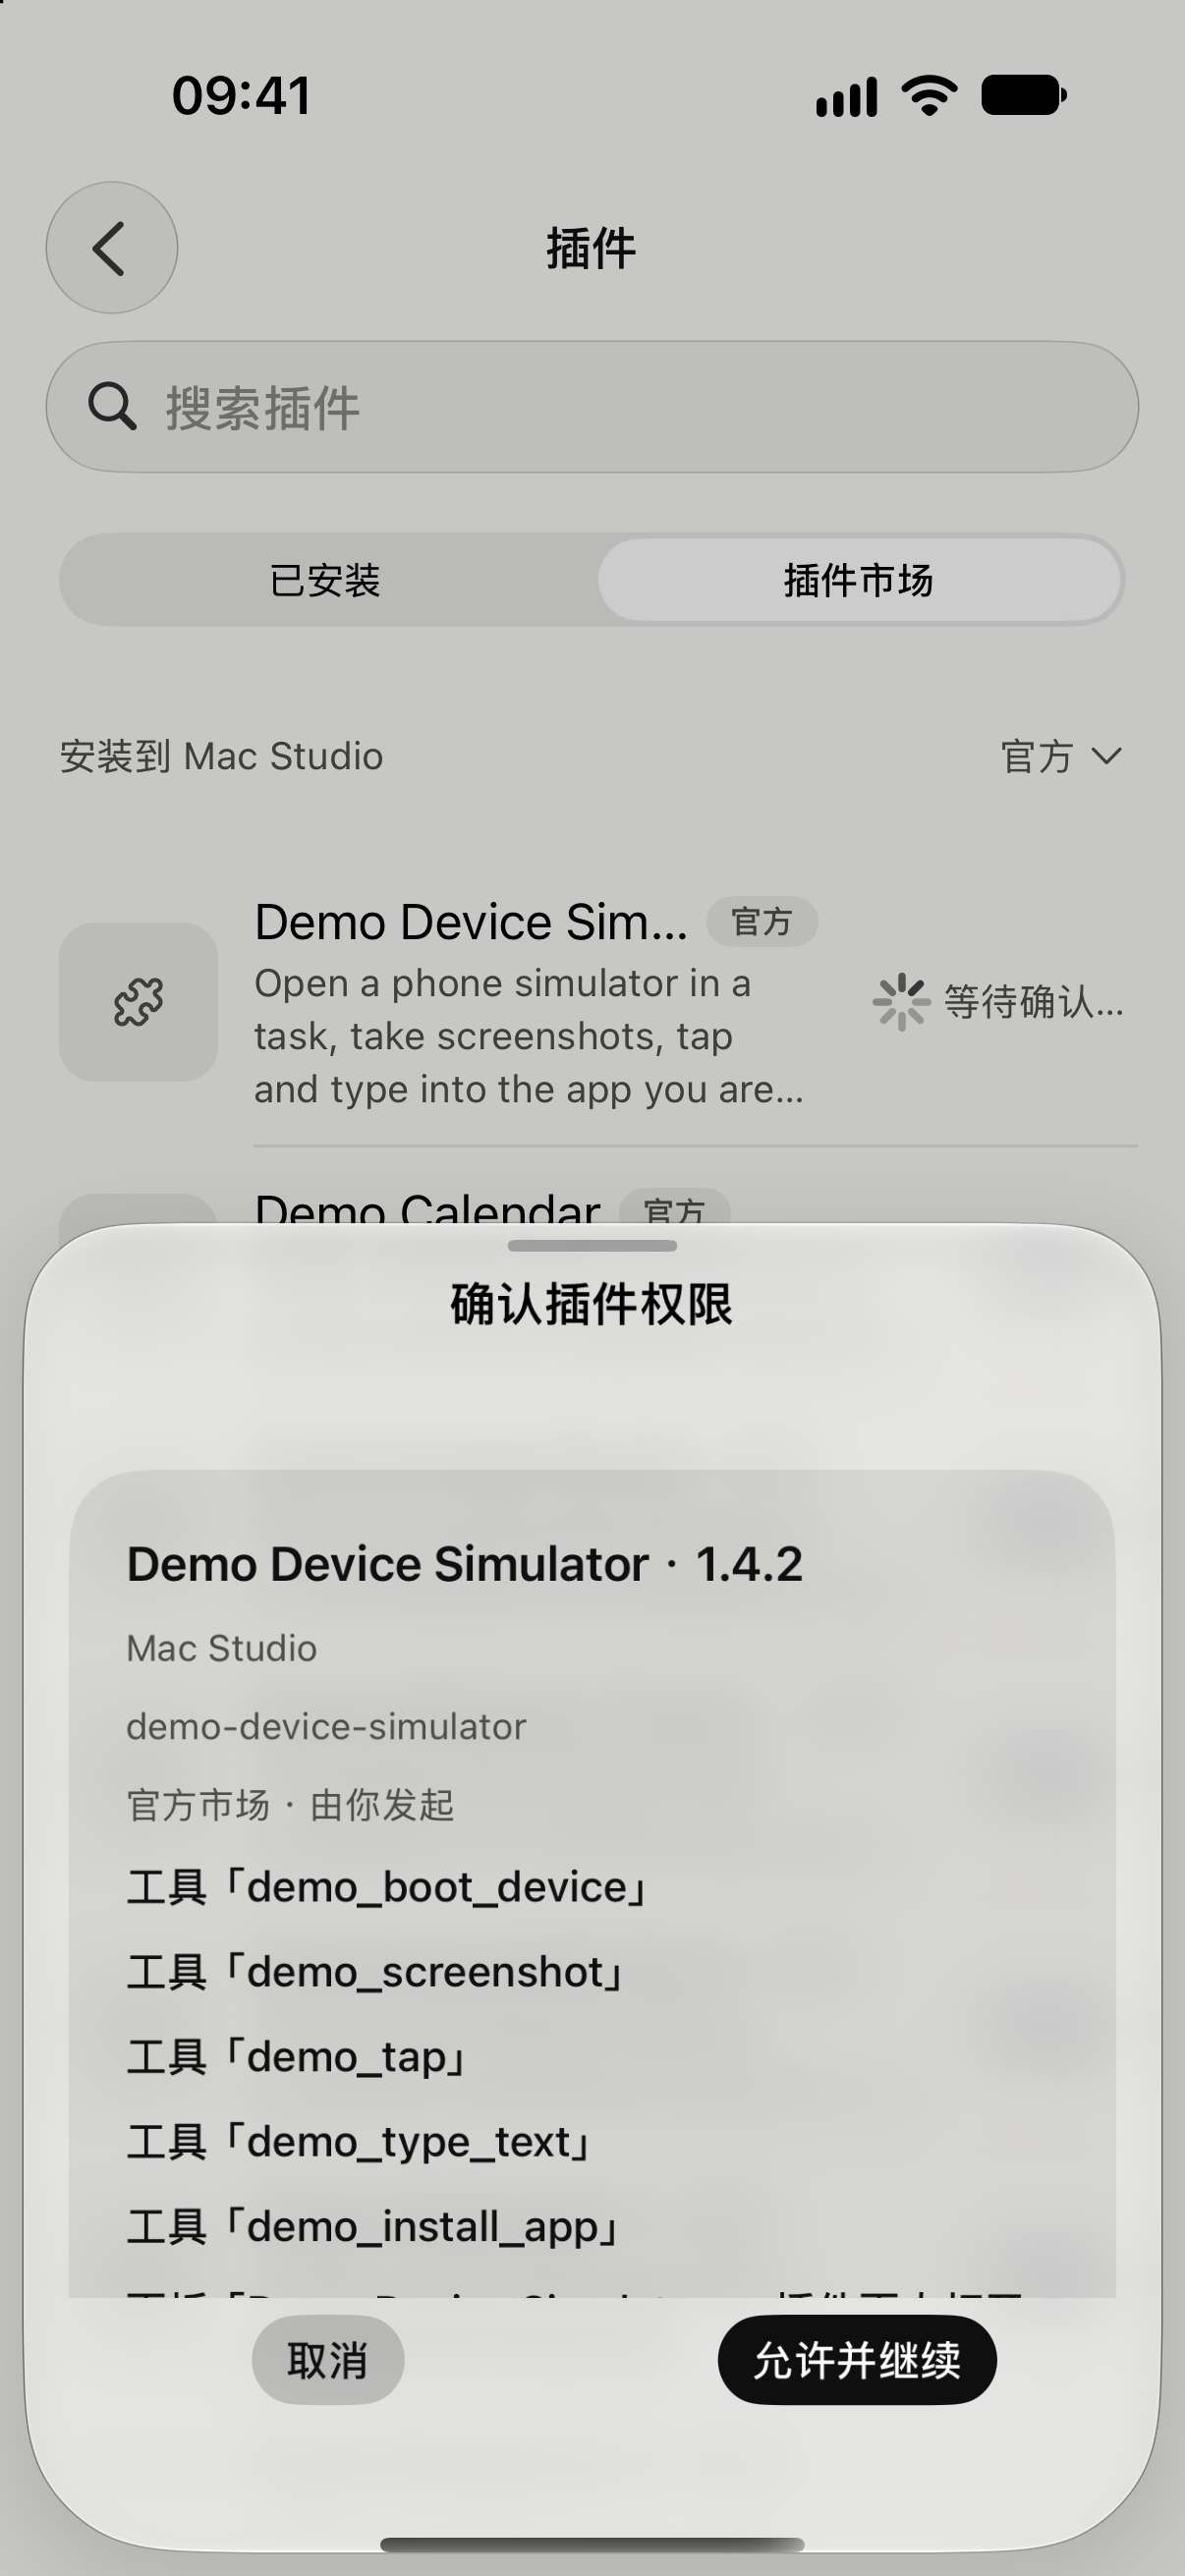 09:41
插件
搜索插件
已安装
插件市场
安装到 Mac Studio
官方
Demo Device Sim...
官方
Open a phone simulator in a
task, take screenshots, tap
and type into the app you are...
等待确认...
Demo Calendar
官方
确认插件权限
Demo Device Simulator · 1.4.2
Mac Studio
demo-device-simulator
官方市场 · 由你发起
工具「demo_boot_device」
工具「demo_screenshot」
工具「demo_tap」
工具「demo_type_text」
工具「demo_install_app」
取消
允许并继续